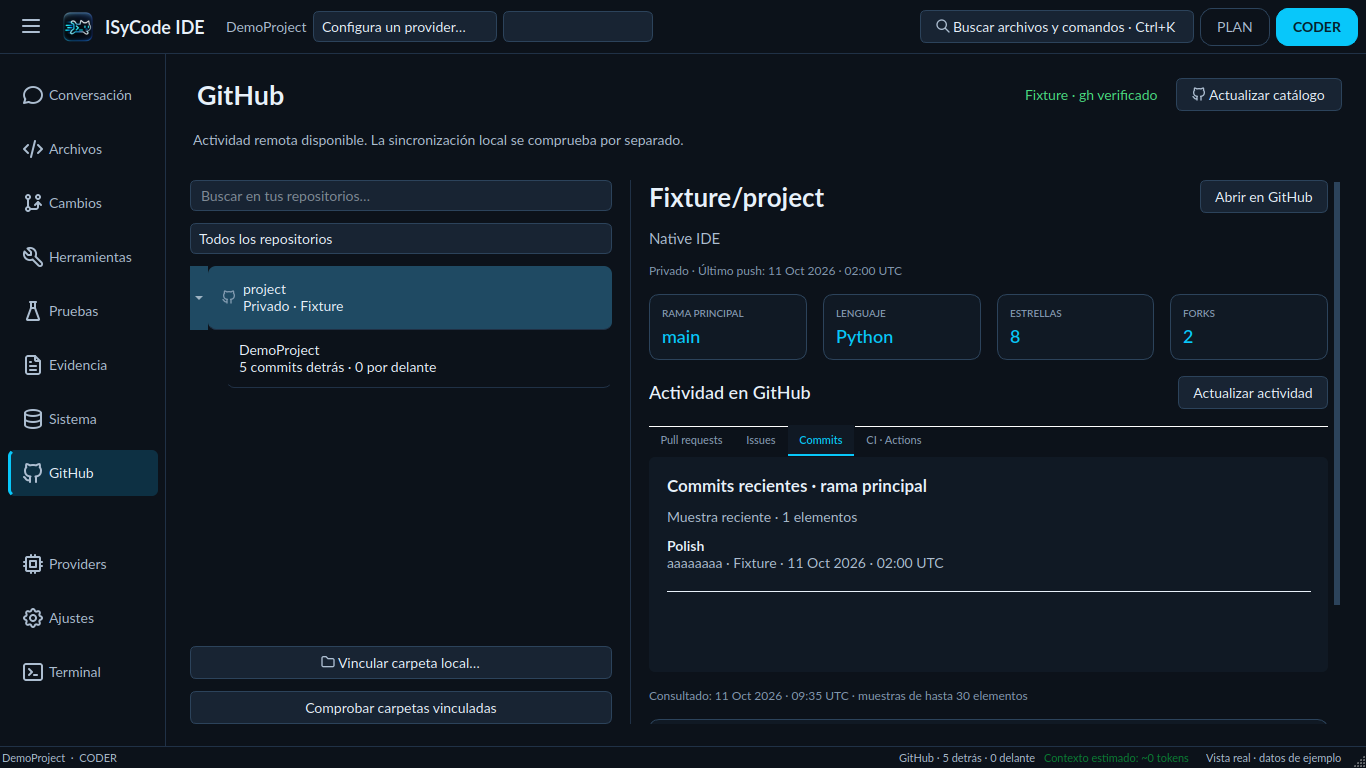 ISyCode IDE
DemoProject
Configura un provider...
Buscar archivos y comandos · Ctrl+K
PLAN
CODER
Conversación
Archivos
Cambios
Herramientas
Pruebas
Evidencia
Sistema
GitHub
Providers
Ajustes
Terminal
GitHub
Fixture · gh verificado
Actualizar catálogo
Actividad remota disponible. La sincronización local se comprueba por separado.
Buscar en tus repositorios...
Todos los repositorios
project
Privado · Fixture
DemoProject
5 commits detrás · 0 por delante
Vincular carpeta local...
Comprobar carpetas vinculadas
Fixture/project
Abrir en GitHub
Native IDE
Privado · Último push: 11 Oct 2026 · 02:00 UTC
RAMA PRINCIPAL
main
LENGUAJE
Python
ESTRELLAS
8
FORKS
2
Actividad en GitHub
Actualizar actividad
Pull requests
Issues
Commits
CI · Actions
Commits recientes · rama principal
Muestra reciente · 1 elementos
Polish
aaaaaaaa · Fixture · 11 Oct 2026 · 02:00 UTC
Consultado: 11 Oct 2026 · 09:35 UTC · muestras de hasta 30 elementos
DemoProject · CODER
GitHub · 5 detrás · 0 delante
Contexto estimado: ~0 tokens
Vista real · datos de ejemplo